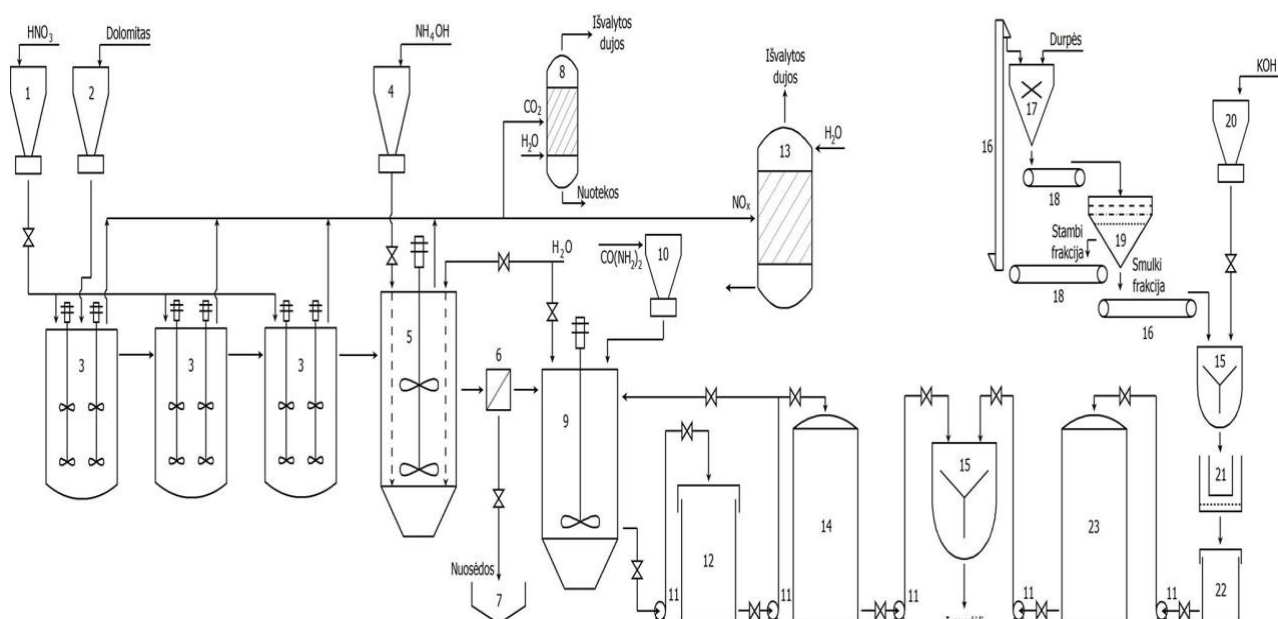 HNO₃
Dolomitas
NH₄OH
Išvalytos
dujos
Išvalytos
dujos
Durpės
KOH
1
2
4
8
CO₂
H₂O
Nuotekos
13
H₂O
NOₓ
16
17
18
19
20
Stambi
frakcija
Smulki
frakcija
18
16
H₂O
CO(NH₂)₂
10
3
3
3
5
6
9
15
15
21
14
23
12
22
Nuosėdos
7
11
11
11
11
11